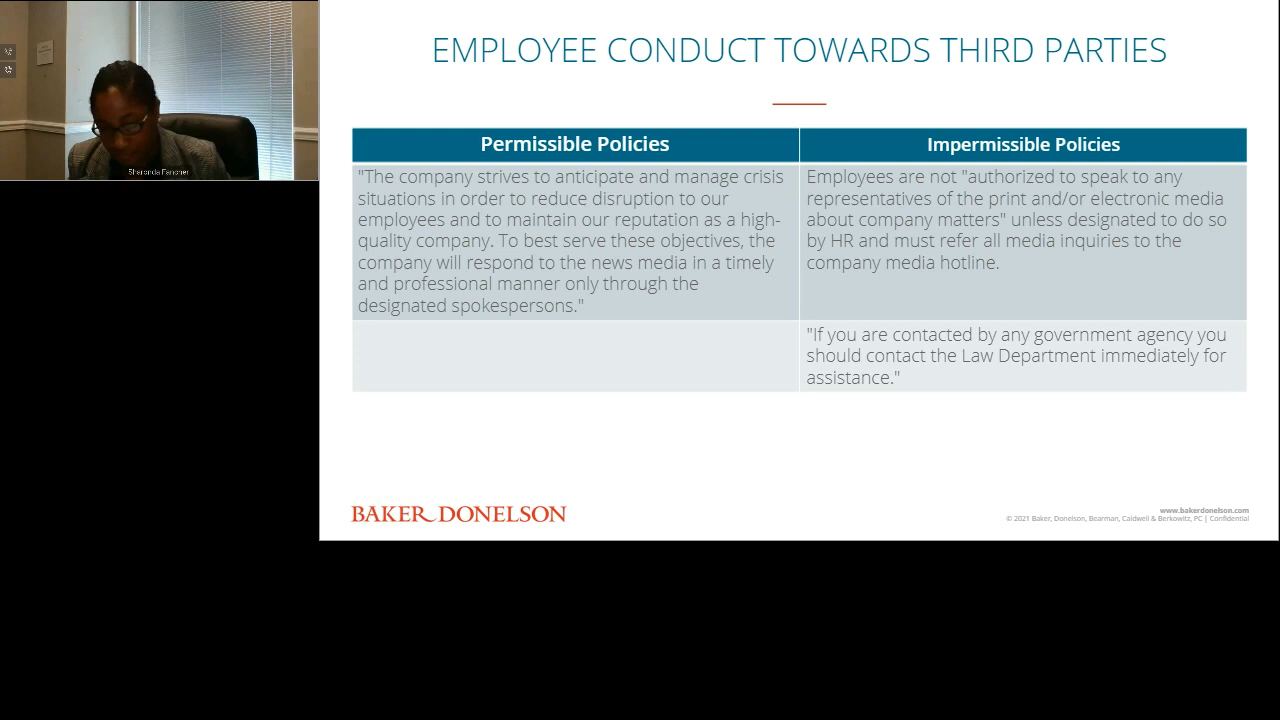 Sharonda Fancher
EMPLOYEE CONDUCT TOWARDS THIRD PARTIES
Permissible Policies
Impermissible Policies
"The company strives to anticipate and manage crisis
situations in order to reduce disruption to our
employees and to maintain our reputation as a high-
quality company. To best serve these objectives, the
company will respond to the news media in a timely
and professional manner only through the
designated spokespersons."
Employees are not "authorized to speak to any
representatives of the print and/or electronic media
about company matters" unless designated to do so
by HR and must refer all media inquiries to the
company media hotline.
"If you are contacted by any government agency you
should contact the Law Department immediately for
assistance."
BAKER DONELSON
www.bakerdonelson.com
© 2021 Baker, Donelson, Bearman, Caldwell & Berkowitz, PC | Confidential